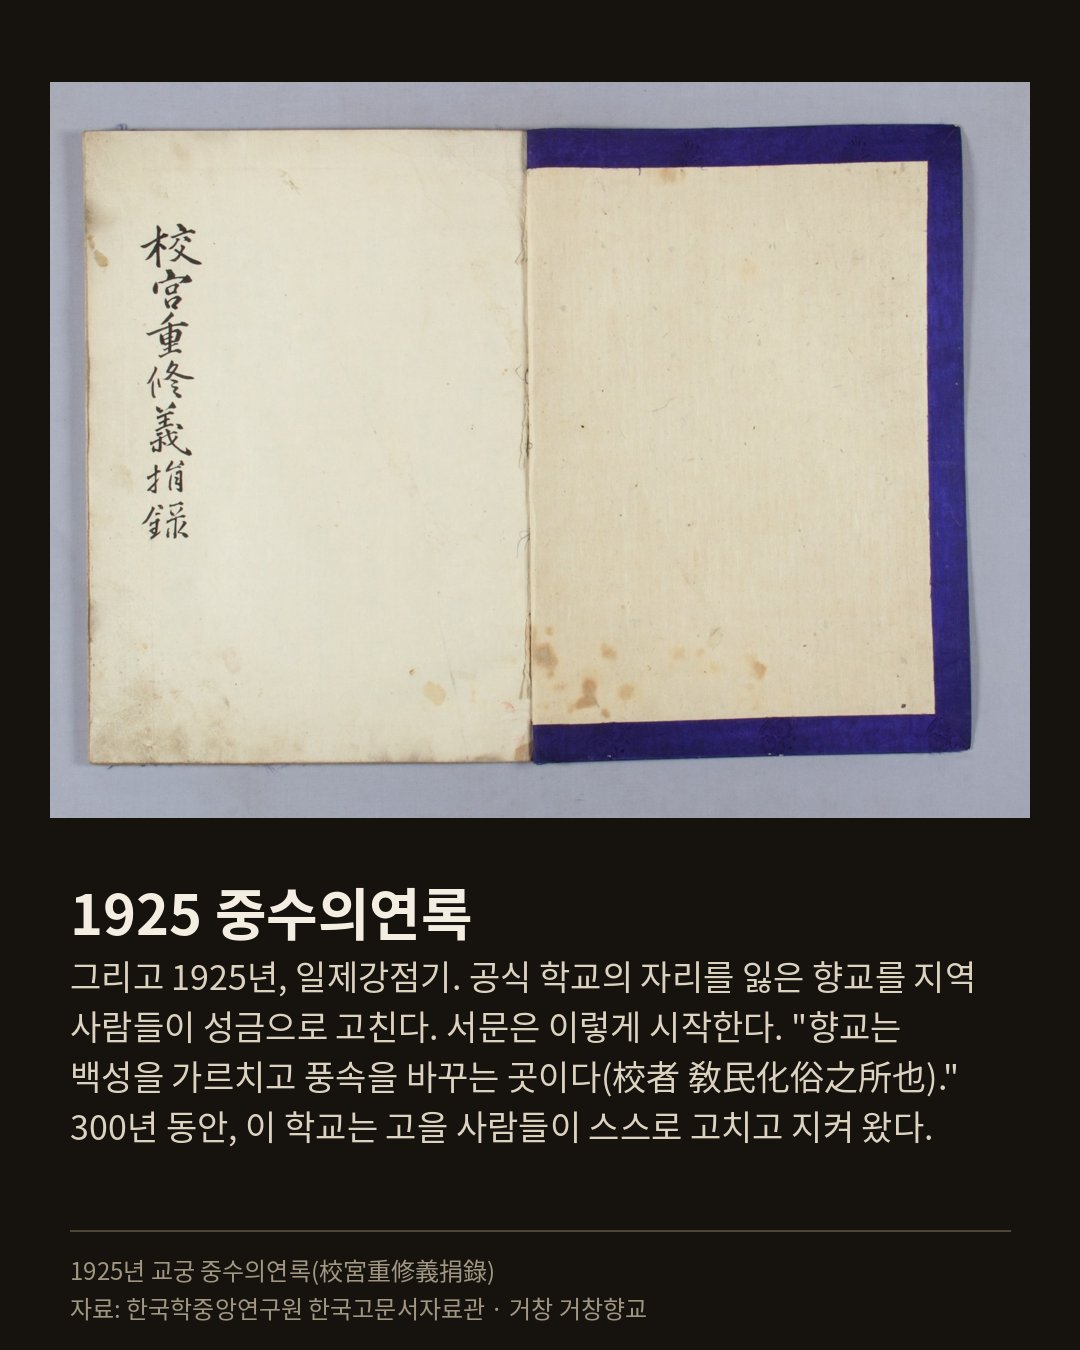 校宮重修義捐錄
1925 중수의연록
그리고 1925년, 일제강점기. 공식 학교의 자리를 잃은 향교를 지역
사람들이 성금으로 고친다. 서문은 이렇게 시작한다. "향교는
백성을 가르치고 풍속을 바꾸는 곳이다(校者 敎民化俗之所也)."
300년 동안, 이 학교는 고을 사람들이 스스로 고치고 지켜 왔다.
1925년 교궁 중수의연록(校宮重修義捐錄)
자료: 한국학중앙연구원 한국고문서자료관 · 거창 거창향교